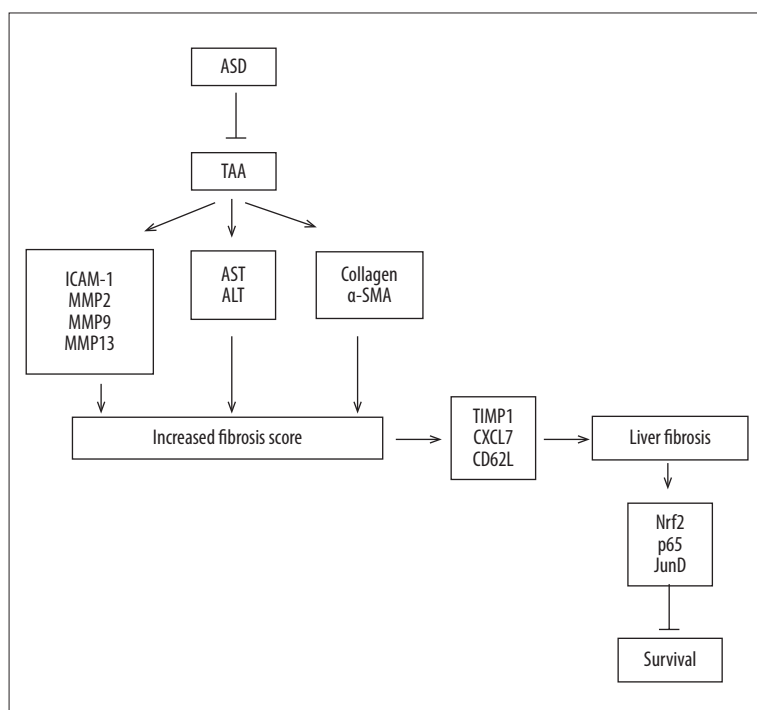 ASD
TAA
ICAM-1
MMP2
MMP9
MMP13
AST
ALT
Collagen
α-SMA
Increased fibrosis score
TIMP1
CXCL7
CD62L
Liver fibrosis
Nrf2
p65
JunD
Survival